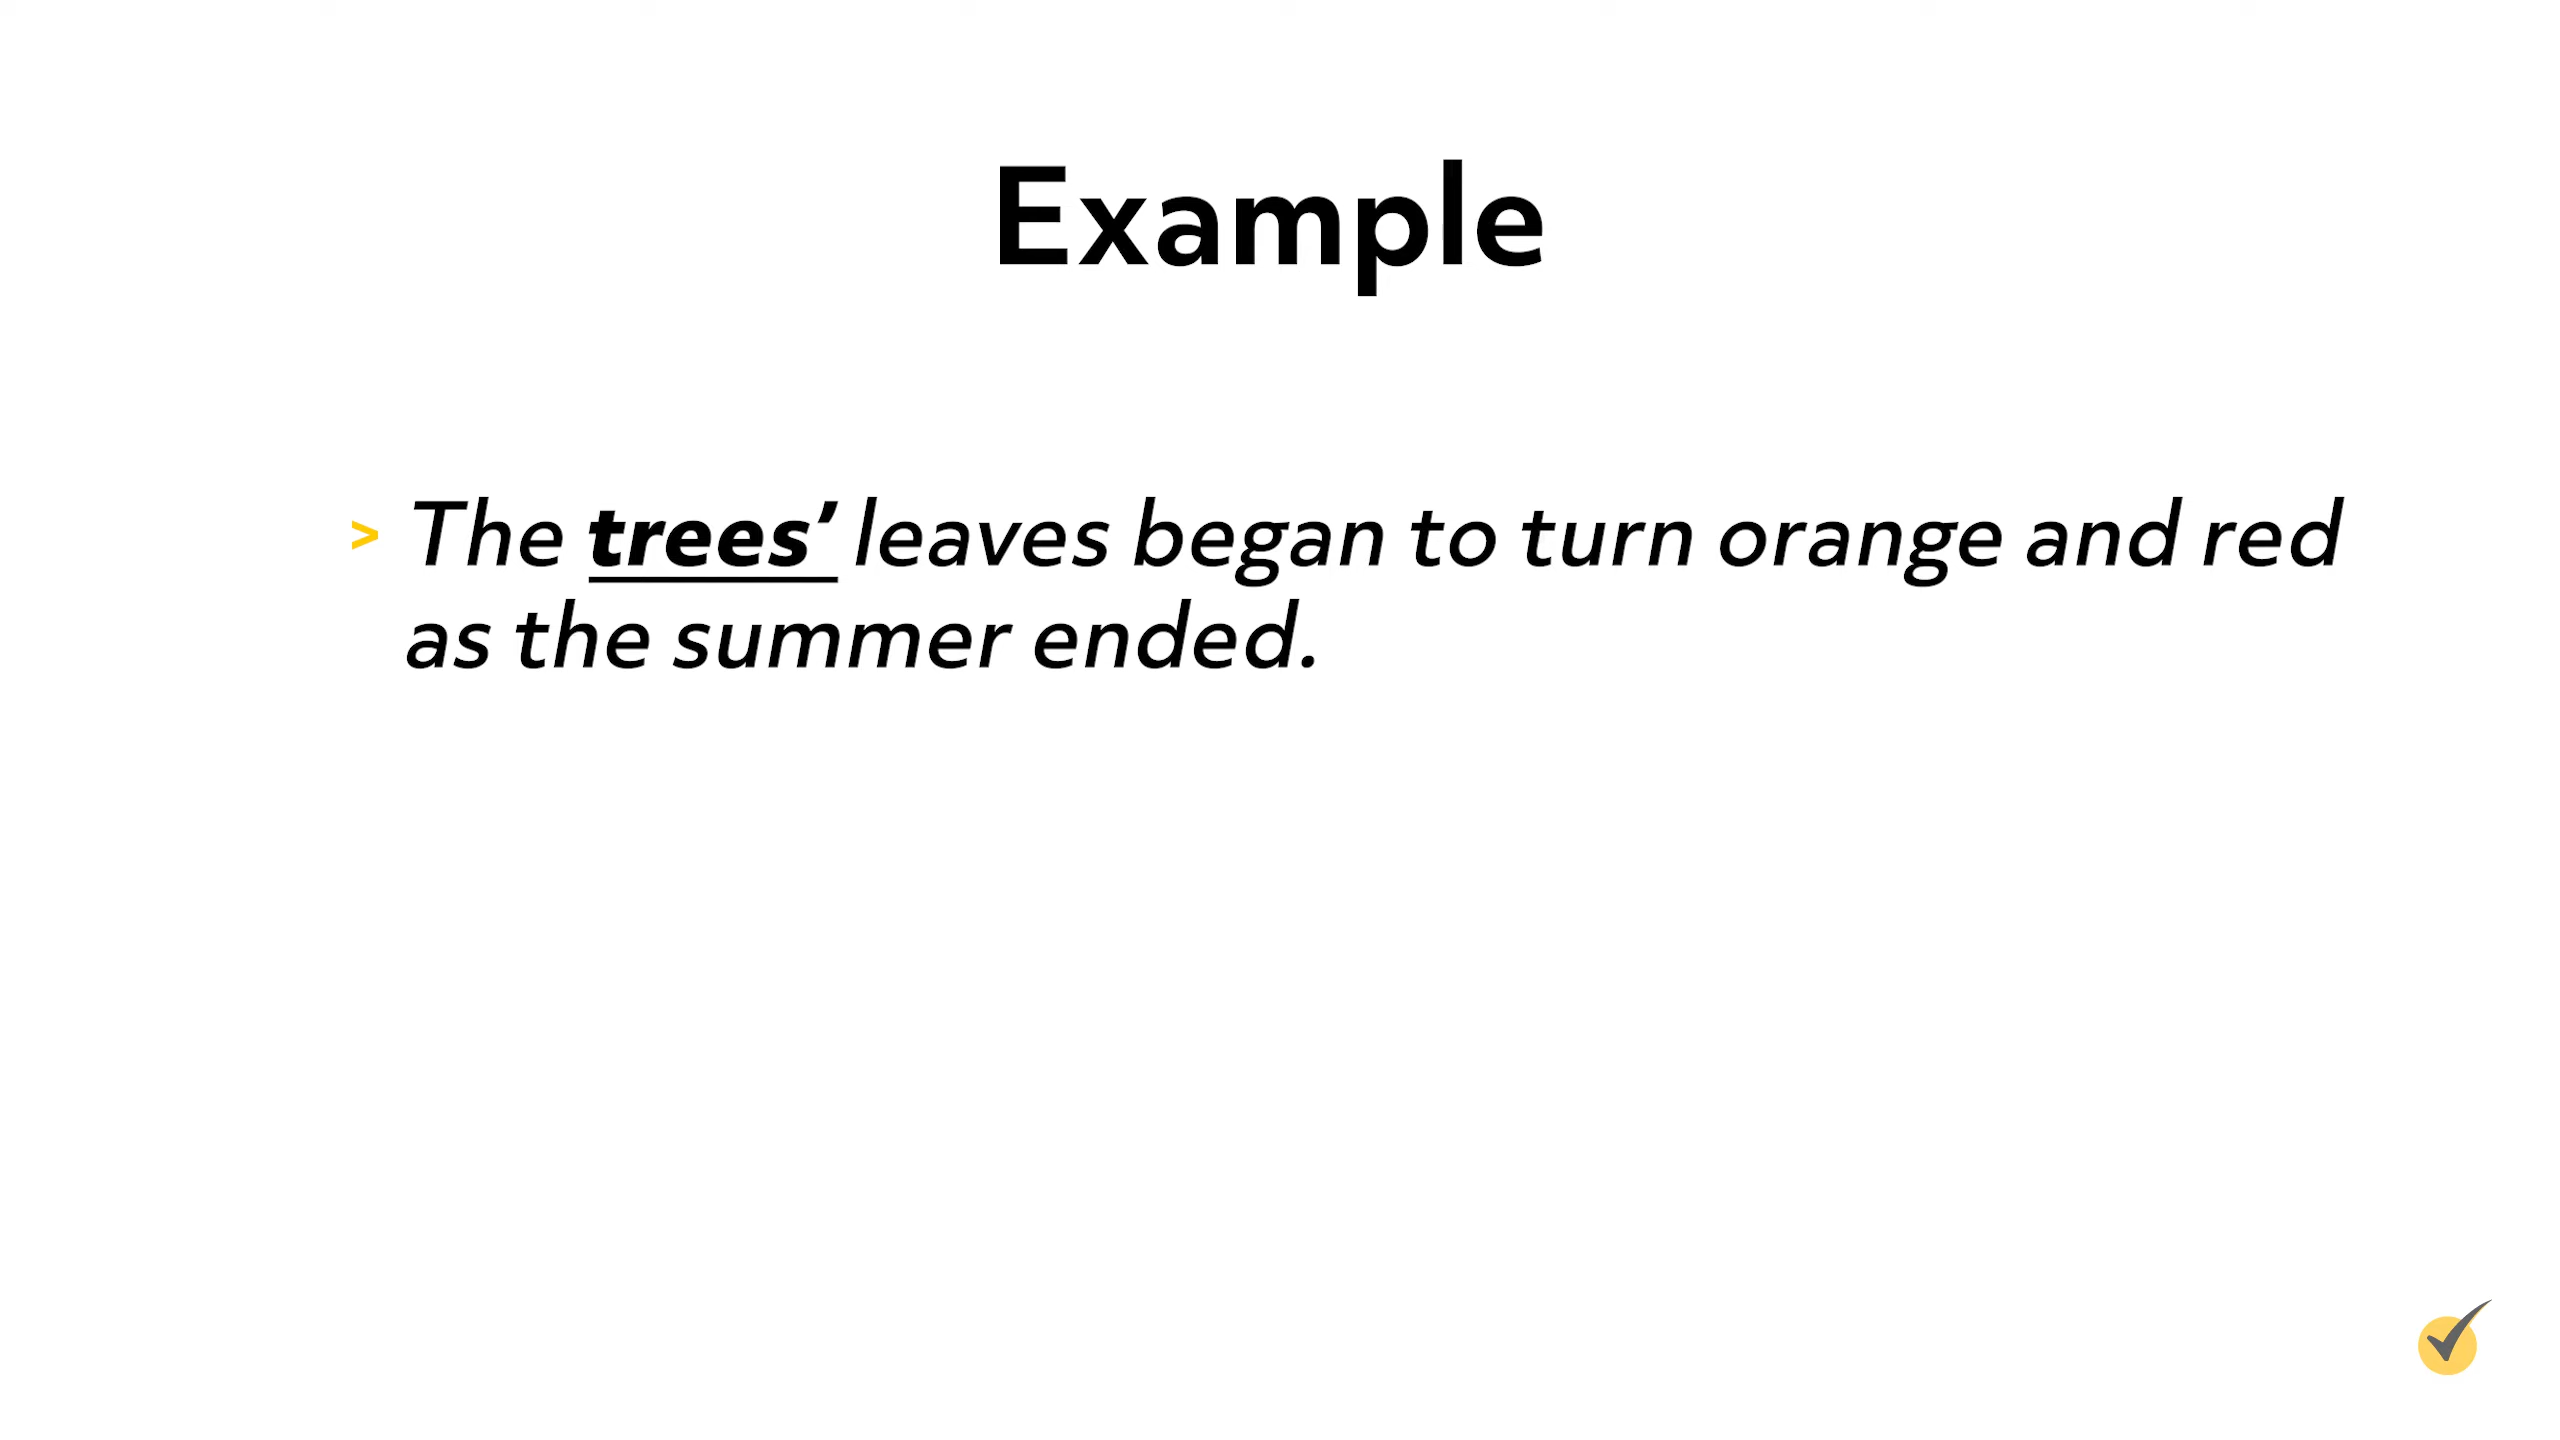 Example
> The trees’ leaves began to turn orange and red
as the summer ended.